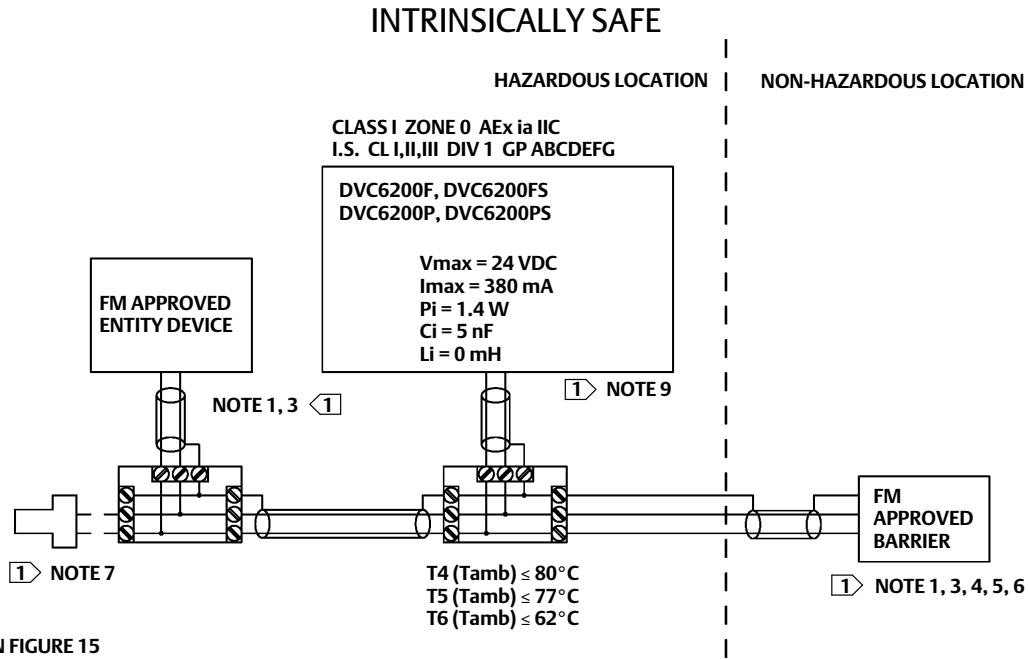 INTRINSICALLY SAFE
HAZARDOUS LOCATION
NON-HAZARDOUS LOCATION
CLASS I ZONE 0 AEx ia IIC
I.S. CL I,II,III DIV 1 GP ABCDEFG
DVC6200F, DVC6200FS
DVC6200P, DVC6200PS
Vmax = 24 VDC
Imax = 380 mA
Pi = 1.4 W
Ci = 5 nF
Li = 0 mH
FM APPROVED
ENTITY DEVICE
NOTE 1, 3 1
1 NOTE 9
FM
APPROVED
BARRIER
1 NOTE 7
T4 (Tamb) ≤ 80°C
T5 (Tamb) ≤ 77°C
T6 (Tamb) ≤ 62°C
1 NOTE 1, 3, 4, 5, 6
FIGURE 15